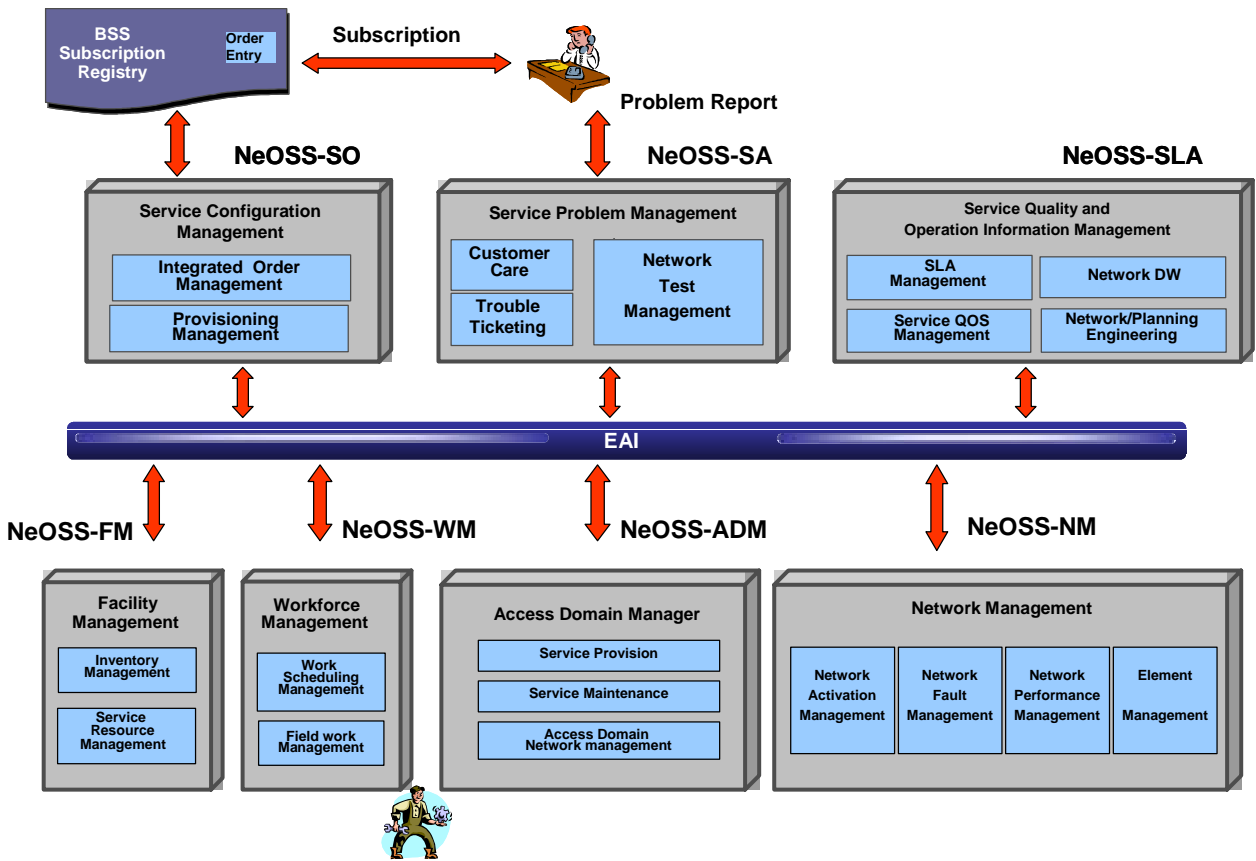 BSS
Subscription
Registry
Order
Entry
Subscription
Problem Report
NeOSS-SO
NeOSS-SA
NeOSS-SLA
Service Configuration
Management
Integrated Order
Management
Provisioning
Management
Service Problem Management
Customer
Care
Trouble
Ticketing
Network
Test
Management
Service Quality and
Operation Information Management
SLA
Management
Network DW
Service QOS
Management
Network/Planning
Engineering
EAI
NeOSS-FM
NeOSS-WM
NeOSS-ADM
NeOSS-NM
Facility
Management
Inventory
Management
Service
Resource
Management
Workforce
Management
Work
Scheduling
Management
Field work
Management
Access Domain Manager
Service Provision
Service Maintenance
Access Domain
Network management
Network Management
Network
Activation
Management
Network
Fault
Management
Network
Performance
Management
Element
Management